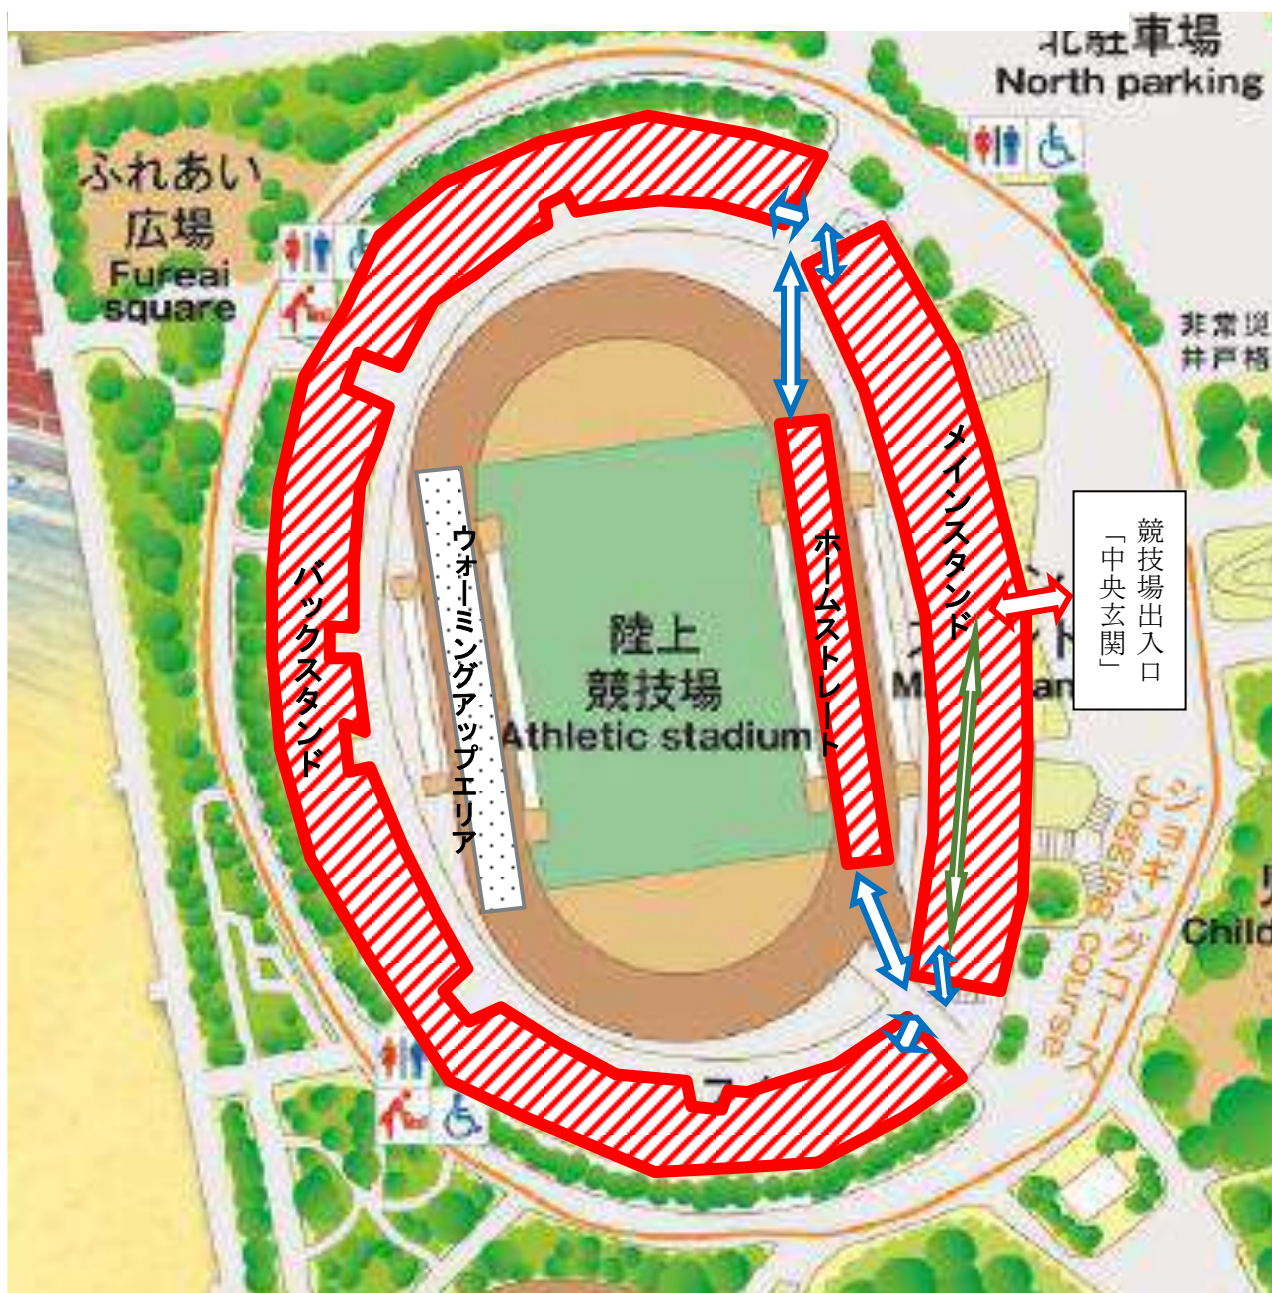 北駐車場
North parking
ふれあい
広場
Fureai
square
非常災
井戸格
メインスタンド
競技場出入口
「中央玄関」
ホームストレート
ウォーミングアップエリア
バックスタンド
陸上
競技場
Athletic stadium
ジョギングコース
Jogging course
Child